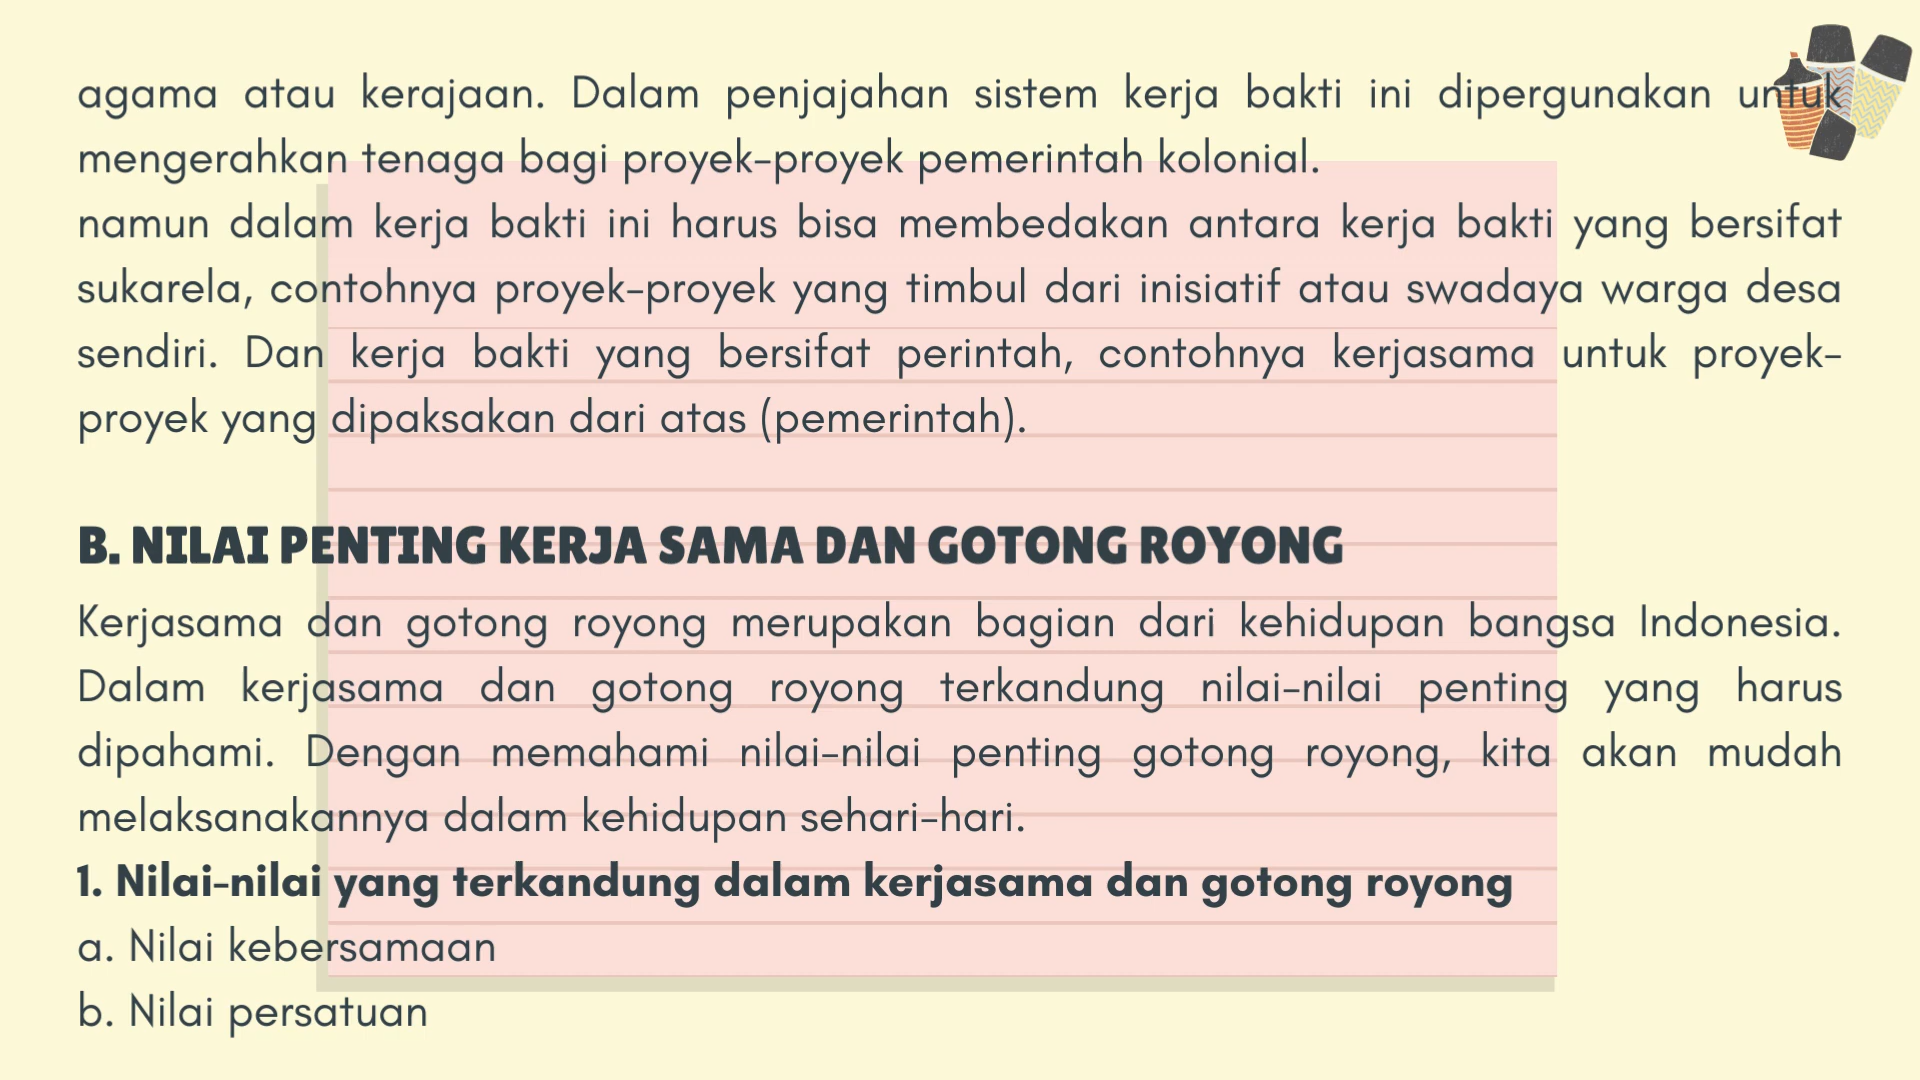 agama atau kerajaan. Dalam penjajahan sistem kerja bakti ini dipergunakan untuk
mengerahkan tenaga bagi proyek-proyek pemerintah kolonial.
namun dalam kerja bakti ini harus bisa membedakan antara kerja bakti yang bersifat
sukarela, contohnya proyek-proyek yang timbul dari inisiatif atau swadaya warga desa
sendiri. Dan kerja bakti yang bersifat perintah, contohnya kerjasama untuk proyek-
proyek yang dipaksakan dari atas (pemerintah).
B. NILAI PENTING KERJA SAMA DAN GOTONG ROYONG
Kerjasama dan gotong royong merupakan bagian dari kehidupan bangsa Indonesia.
Dalam kerjasama dan gotong royong terkandung nilai-nilai penting yang harus
dipahami. Dengan memahami nilai-nilai penting gotong royong, kita akan mudah
melaksanakannya dalam kehidupan sehari-hari.
1. Nilai-nilai yang terkandung dalam kerjasama dan gotong royong
a. Nilai kebersamaan
b. Nilai persatuan